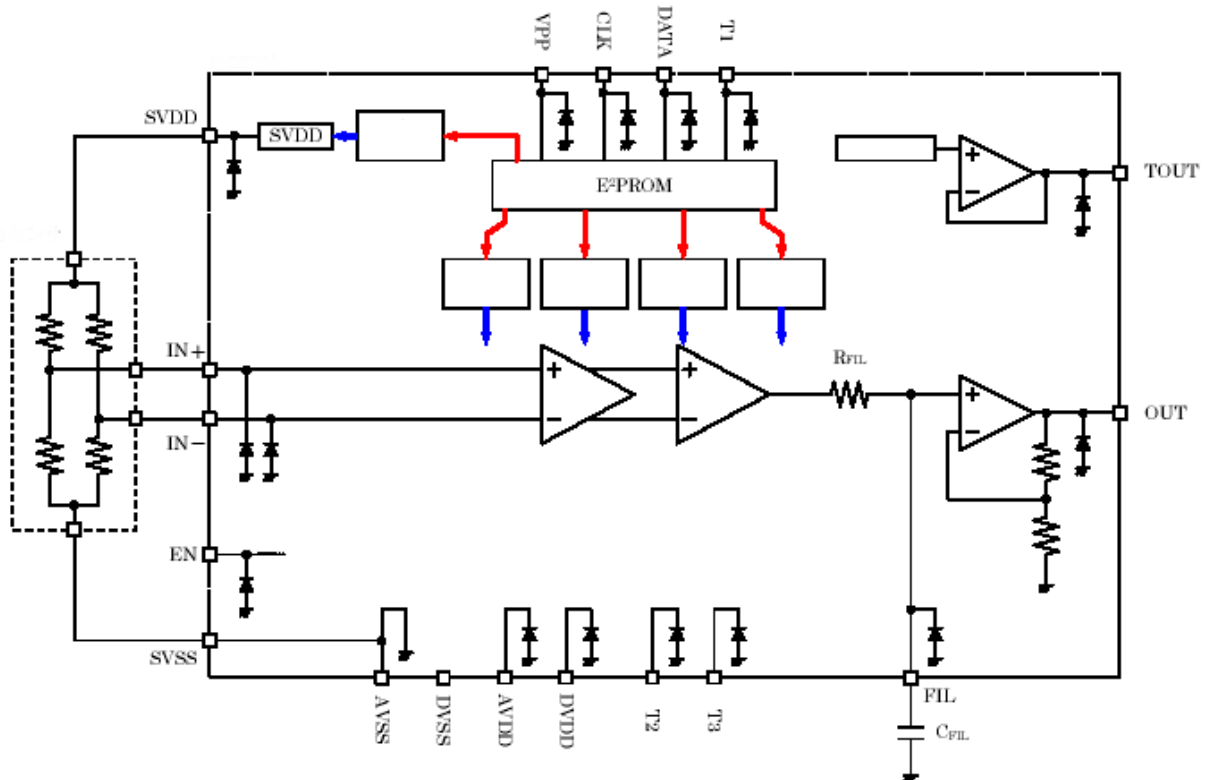 VPP
CLK
DATA
T1
SVDD
SVDD
E²PROM
TOUT
IN+
IN−
RFIL
OUT
EN
SVSS
AVSS
DVSS
AVDD
DVDD
T2
T3
FIL
CFIL
+
−
+
−
+
−
+
−